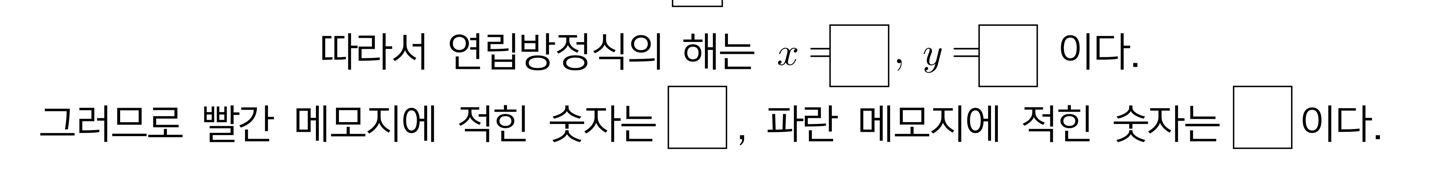 따라서 연립방정식의 해는 x = □, y = □ 이다.
그러므로 빨간 메모지에 적힌 숫자는 □, 파란 메모지에 적힌 숫자는 □이다.